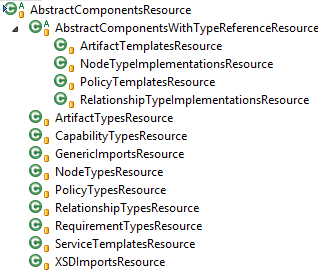 AbstractComponentsResource
AbstractComponentsWithTypeReferenceResource
ArtifactTemplatesResource
NodeTypeImplementationsResource
PolicyTemplatesResource
RelationshipTypeImplementationsResource
ArtifactTypesResource
CapabilityTypesResource
GenericImportsResource
NodeTypesResource
PolicyTypesResource
RelationshipTypesResource
RequirementTypesResource
ServiceTemplatesResource
XSDImportsResource